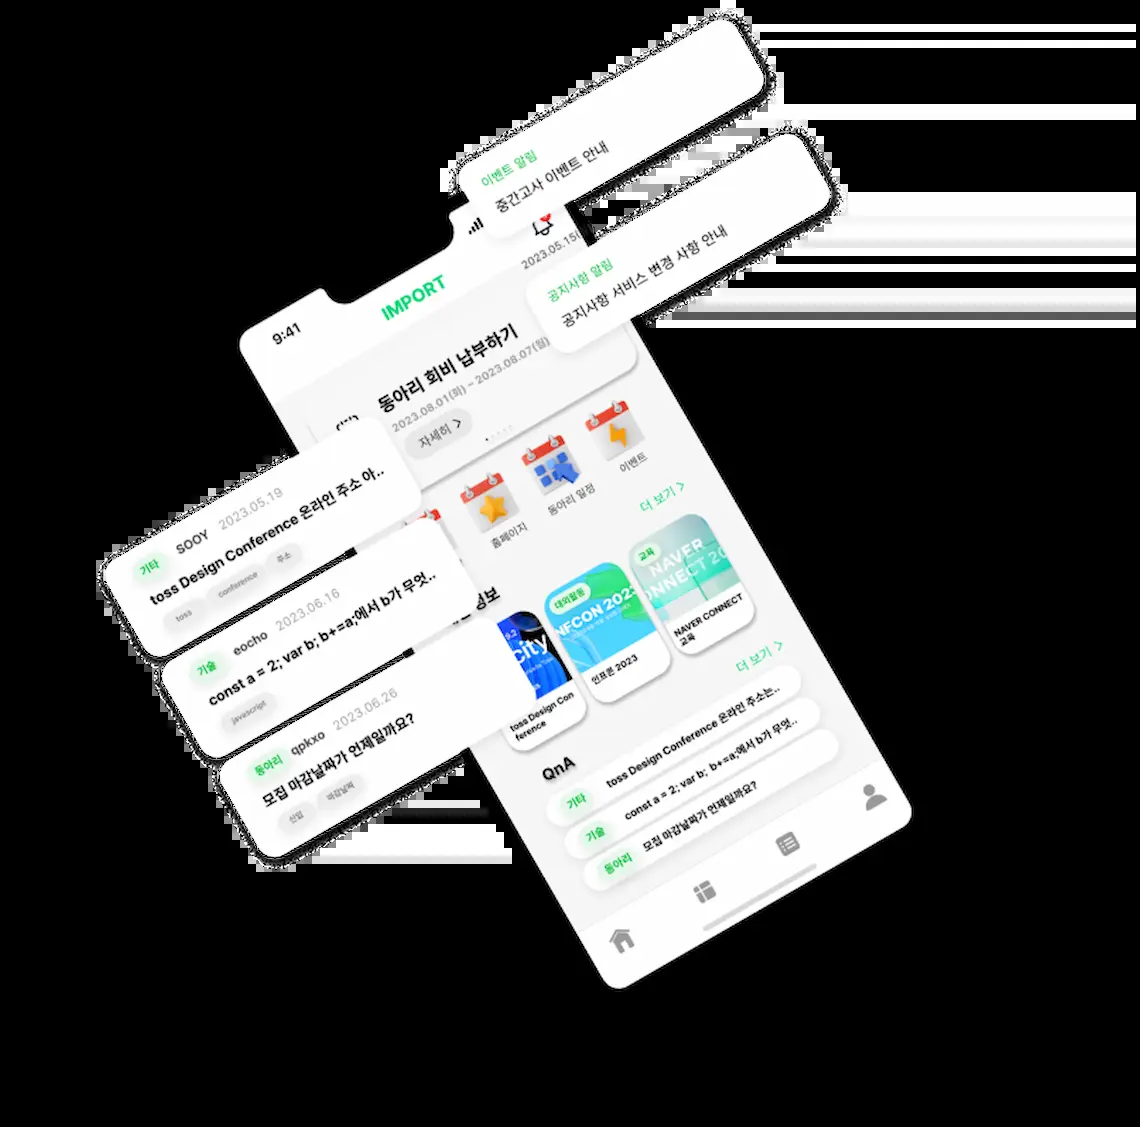 이벤트 알림
중간고사 이벤트 안내
공지사항 알림
공지사항 서비스 변경 사항 안내
9:41
IMPORT
2023.05.15(
동아리 회비 납부하기
2023.08.01(화) ~ 2023.08.07(월)
자세히 >
홈페이지
동아리 일정
이벤트
기타 SOOY 2023.05.19
toss Design Conference 온라인 주소 아..
toss conference 주소
기술 eocho 2023.06.16
const a = 2; var b; b+=a;에서 b가 무엇..
javascript
동아리 qpkxo 2023.06.26
모집 마감날짜가 언제일까요?
신입 마감날짜
더 보기 >
정보
9.2
city
toss Design Con
ference
대외활동
NFCON 2023
인프콘 2023
교육
NAVER
ONNECT 20
NAVER CONNECT
교육
더 보기 >
QnA
기타 toss Design Conference 온라인 주소는..
기술 const a = 2; var b; b+=a;에서 b가 무엇..
동아리 모집 마감날짜가 언제일까요?